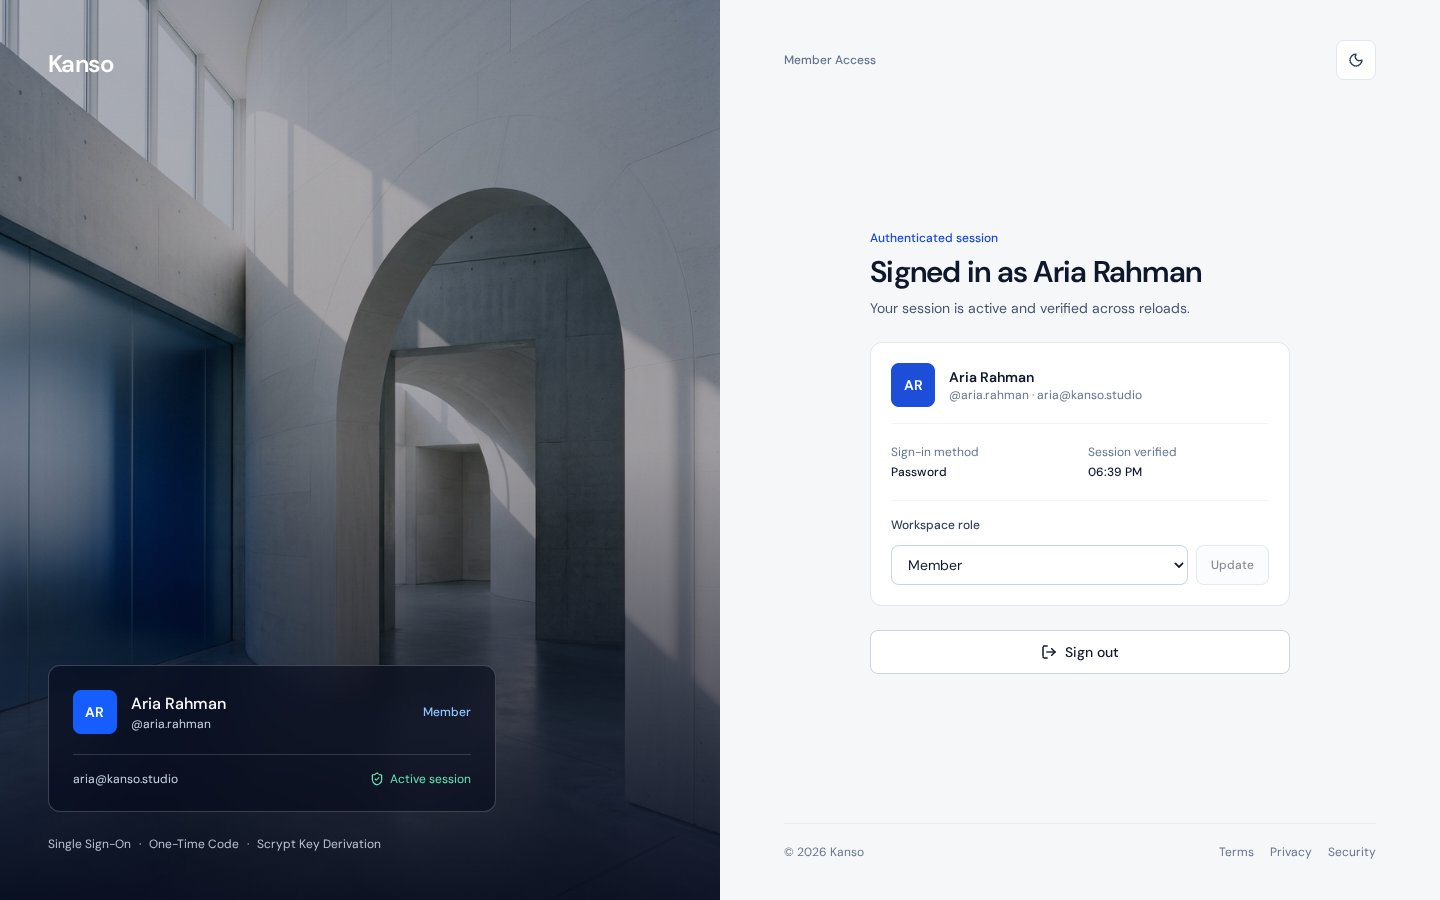 Kanso
AR
Aria Rahman
@aria.rahman
Member
aria@kanso.studio
Active session
Single Sign-On · One-Time Code · Scrypt Key Derivation
Member Access
Authenticated session
Signed in as Aria Rahman
Your session is active and verified across reloads.
AR
Aria Rahman
@aria.rahman · aria@kanso.studio
Sign-in method
Password
Session verified
06:39 PM
Workspace role
Member
Update
Sign out
© 2026 Kanso
Terms
Privacy
Security